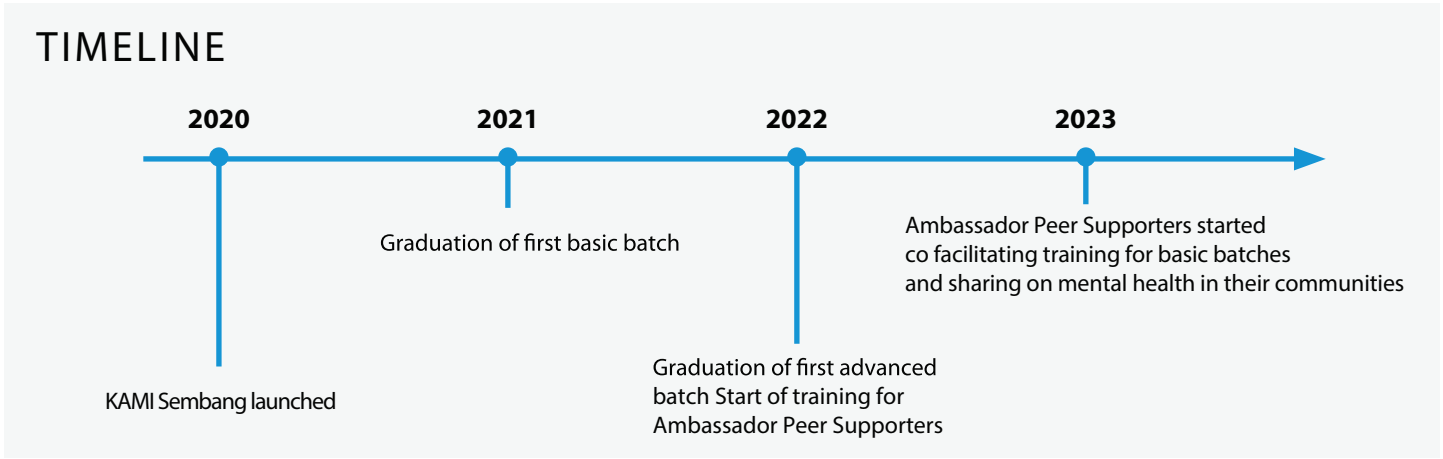 TIMELINE
2020
2021
2022
2023
KAMI Sembang launched
Graduation of first basic batch
Graduation of first advanced
batch Start of training for
Ambassador Peer Supporters
Ambassador Peer Supporters started
co facilitating training for basic batches
and sharing on mental health in their communities